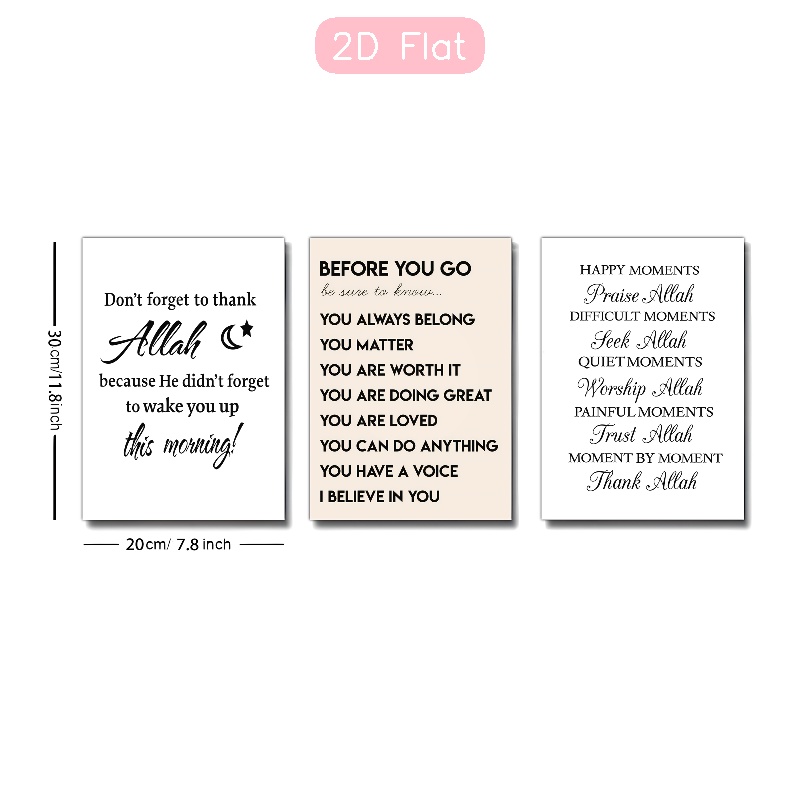 2D Flat
Don't forget to thank
Allah
because He didn't forget
to wake you up
this morning!
BEFORE YOU GO
be sure to know...
YOU ALWAYS BELONG
YOU MATTER
YOU ARE WORTH IT
YOU ARE DOING GREAT
YOU ARE LOVED
YOU CAN DO ANYTHING
YOU HAVE A VOICE
I BELIEVE IN YOU
HAPPY MOMENTS
Praise Allah
DIFFICULT MOMENTS
Seek Allah
QUIET MOMENTS
Worship Allah
PAINFUL MOMENTS
Trust Allah
MOMENT BY MOMENT
Thank Allah
30cm/11.8inch
20cm/ 7.8 inch